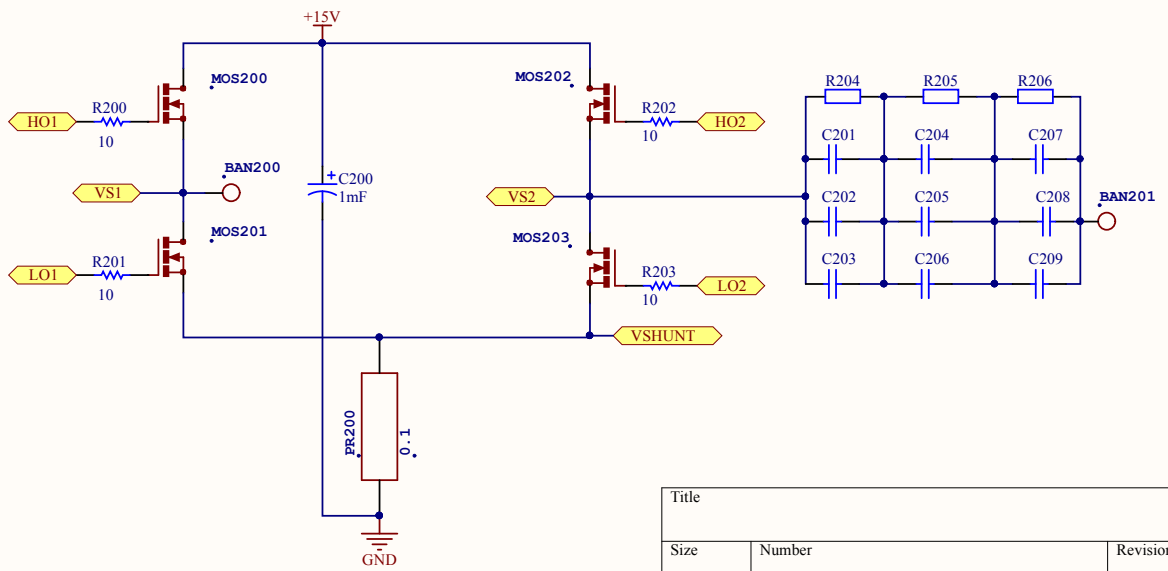 +15V
MOS200
MOS202
R204
R205
R206
HO1
R200
10
R202
10
HO2
C201
C204
C207
BAN200
C200
1mF
VS1
VS2
C202
C205
C208
BAN201
MOS201
MOS203
LO1
R201
10
R203
10
LO2
C203
C206
C209
VSHUNT
PR200
0.1
GND
Title
Size
Number
Revision